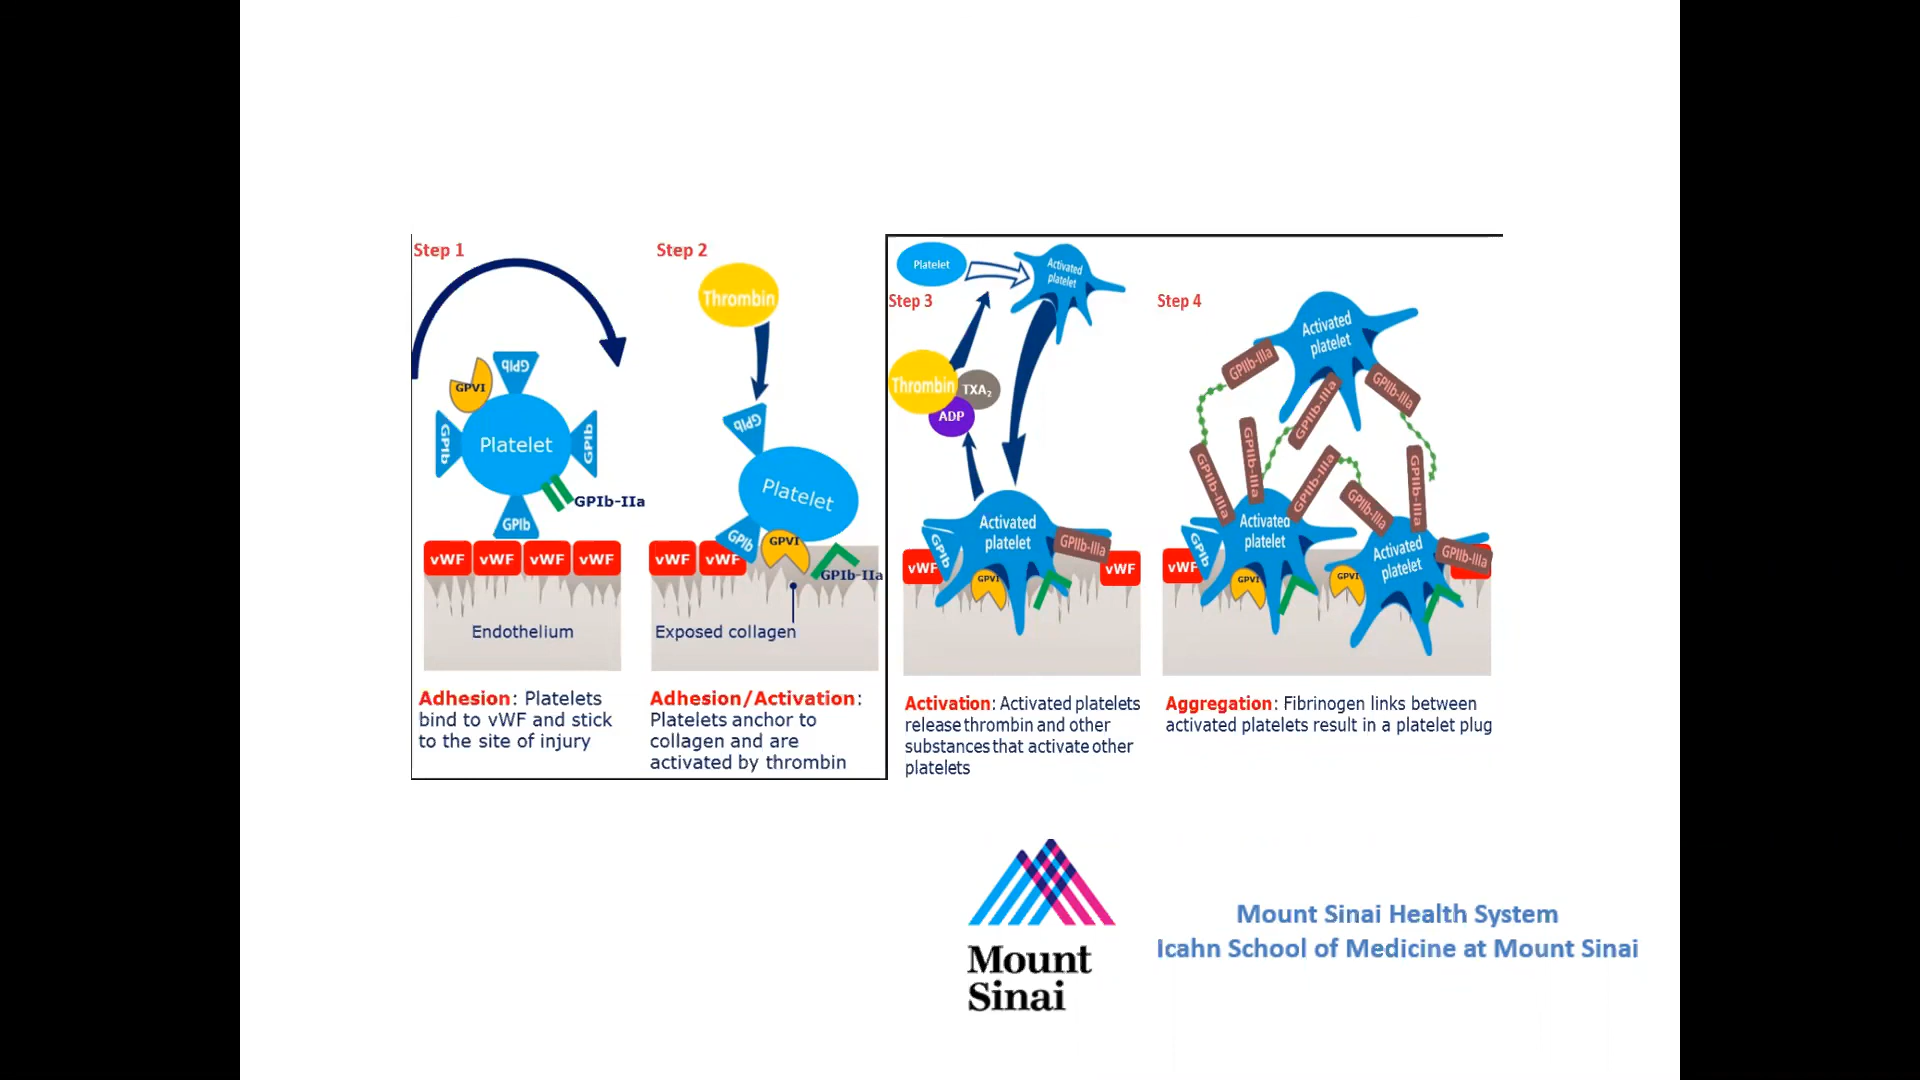 Step 1
GPVI
GPIb
GPIb
Platelet
GPIb
GPIb-IIa
GPIb
vWF vWF vWF vWF
Endothelium
Adhesion: Platelets
bind to vWF and stick
to the site of injury
Step 2
Thrombin
GPIb
Platelet
GPIb
GPVI
GPIb-IIa
vWF vWF
Exposed collagen
Adhesion/Activation:
Platelets anchor to
collagen and are
activated by thrombin
Step 3
Platelet
Activated
platelet
Thrombin
TXA₂
ADP
Activated
platelet
GPIb
GPIIb-IIIa
GPVI
vWF
vWF
Activation: Activated platelets
release thrombin and other
substances that activate other
platelets
Step 4
Activated
platelet
GPIIb-IIIa
GPIIb-IIIa
GPIIb-IIIa
GPIIb-IIIa
GPIIb-IIIa
GPIIb-IIIa
GPIIb-IIIa
GPIIb-IIIa
Activated
platelet
Activated
platelet
GPIIb-IIIa
GPIb
vWF
GPVI
GPVI
Aggregation: Fibrinogen links between
activated platelets result in a platelet plug
Mount
Sinai
Mount Sinai Health System
Icahn School of Medicine at Mount Sinai